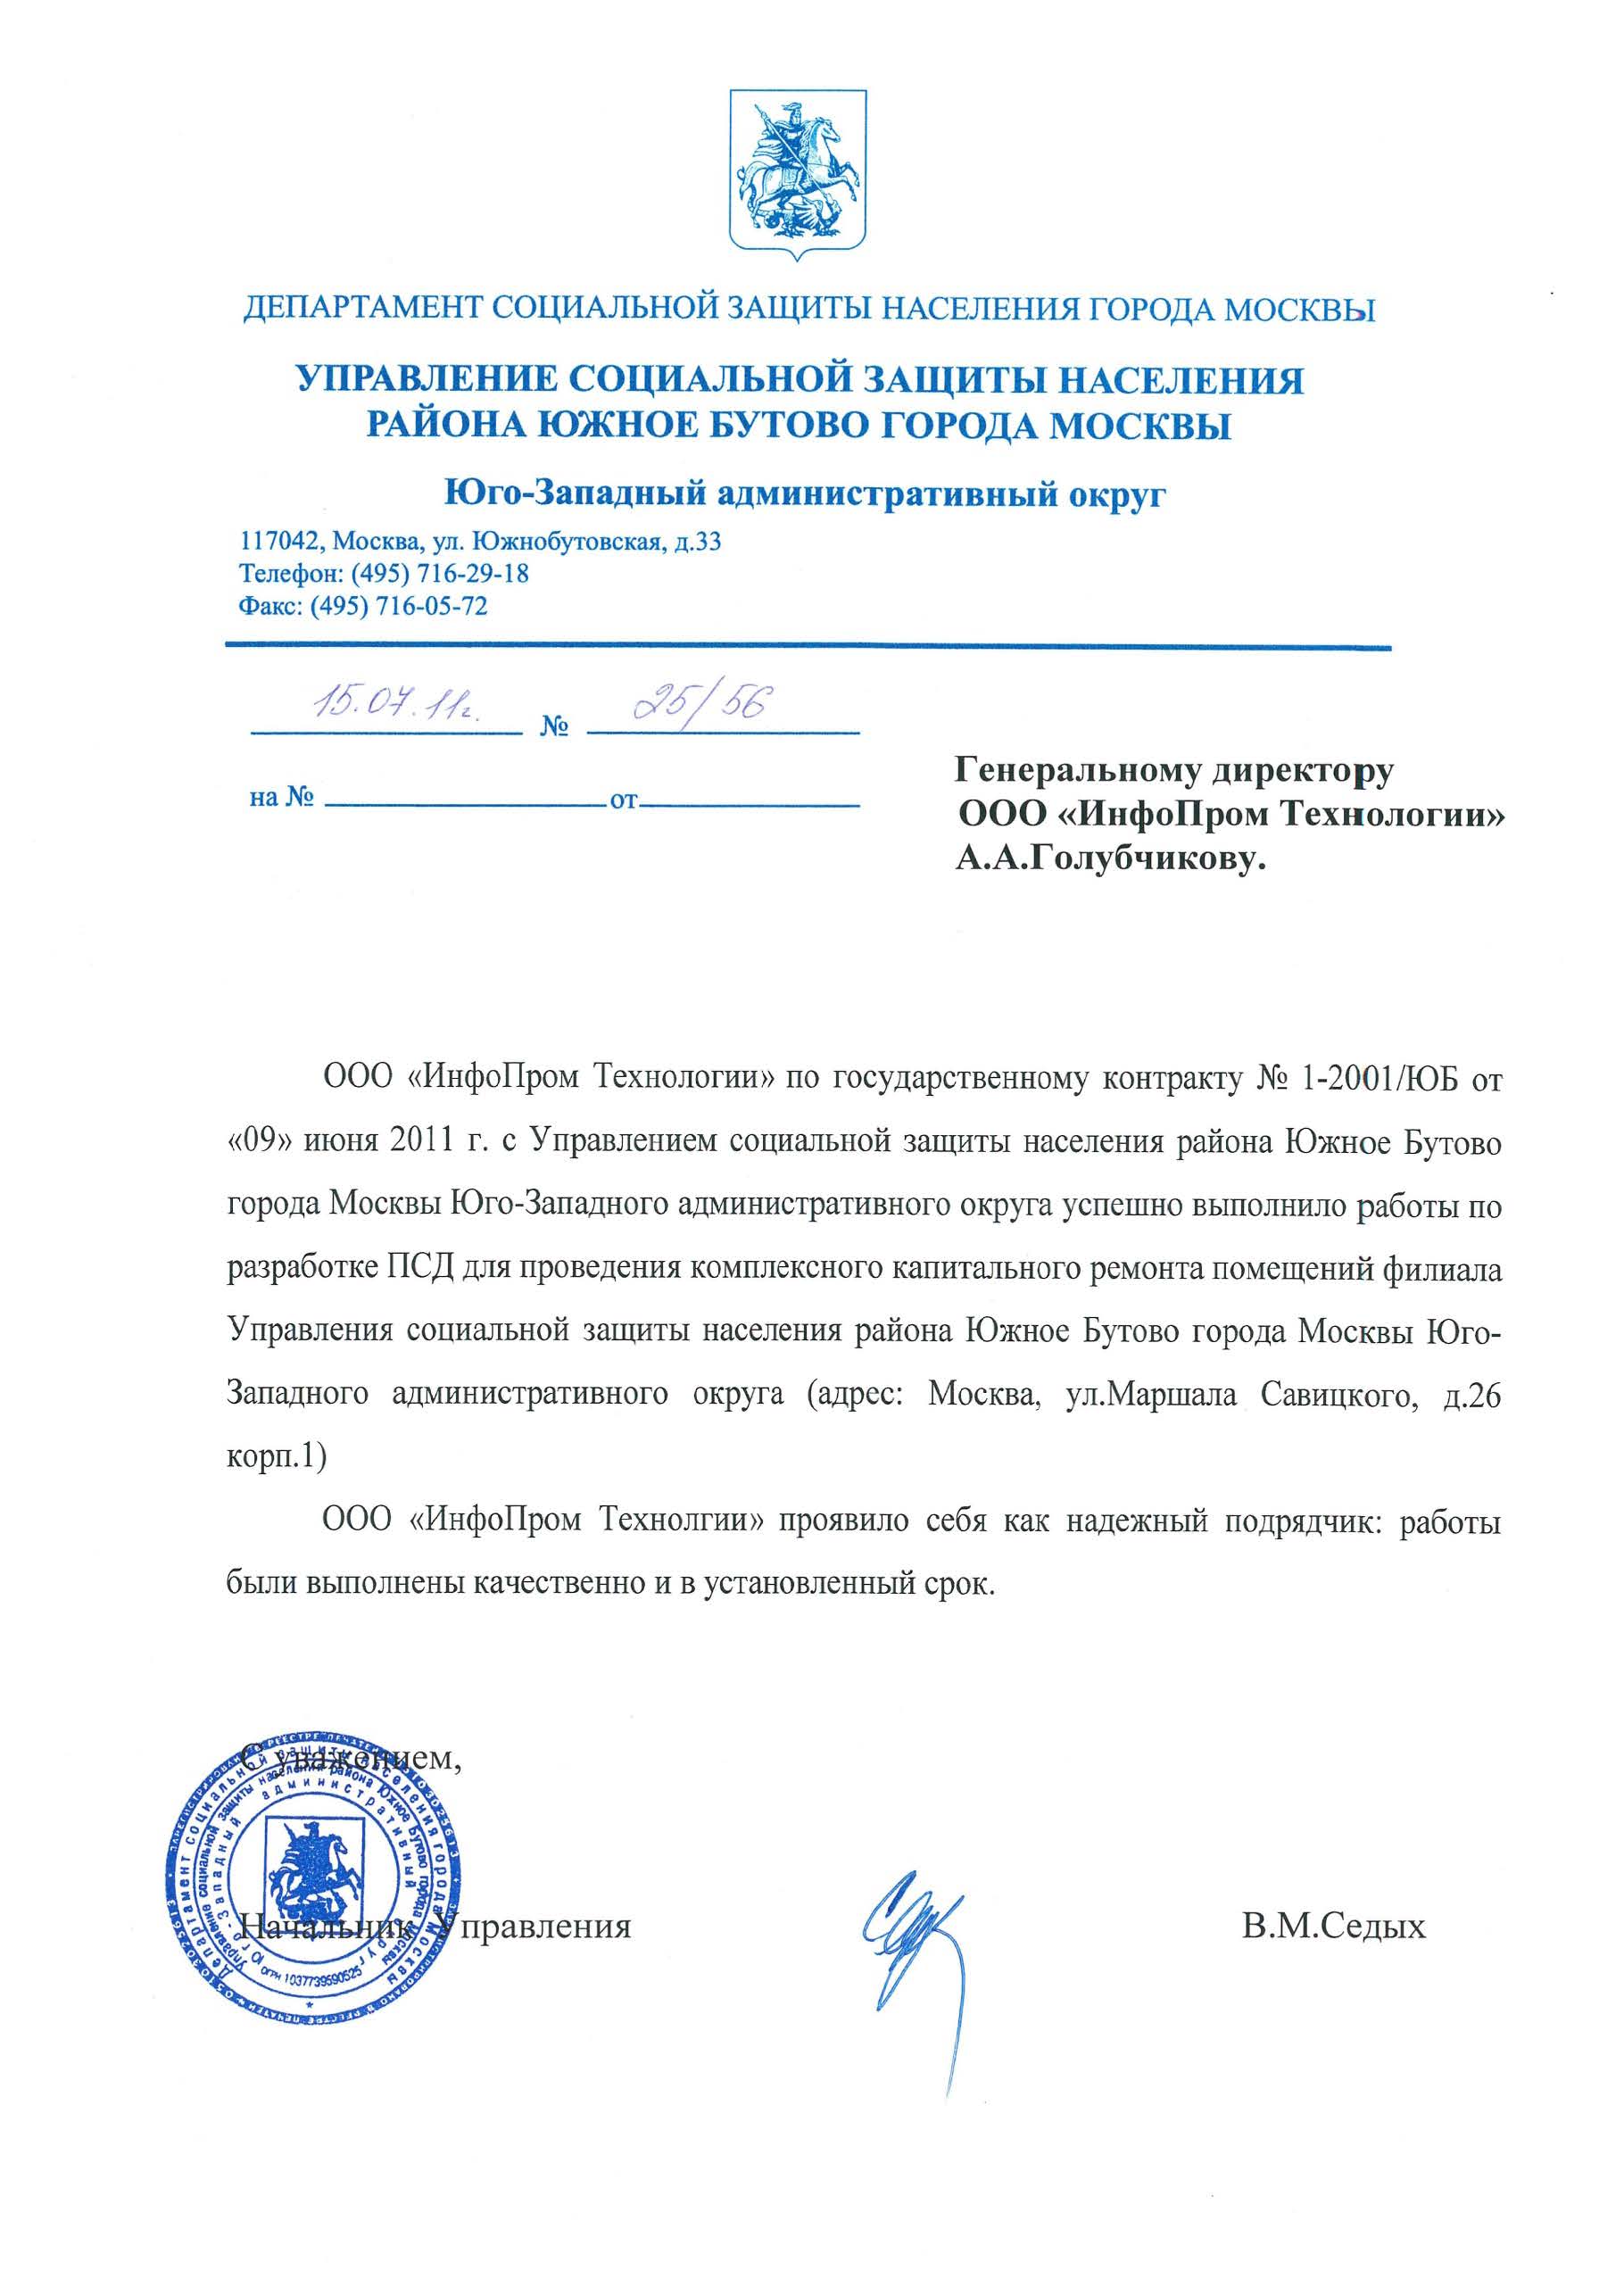 ДЕПАРТАМЕНТ СОЦИАЛЬНОЙ ЗАЩИТЫ НАСЕЛЕНИЯ ГОРОДА МОСКВЫ
УПРАВЛЕНИЕ СОЦИАЛЬНОЙ ЗАЩИТЫ НАСЕЛЕНИЯ
РАЙОНА ЮЖНОЕ БУТОВО ГОРОДА МОСКВЫ
Юго-Западный административный округ
117042, Москва, ул. Южнобутовская, д.33
Телефон: (495) 716-29-18
Факс: (495) 716-05-72
15.07.11г. № 25/56
на № от
Генеральному директору
ООО «ИнфоПром Технологии»
А.А.Голубчикову.
ООО «ИнфоПром Технологии» по государственному контракту № 1-2001/ЮБ от
«09» июня 2011 г. с Управлением социальной защиты населения района Южное Бутово
города Москвы Юго-Западного административного округа успешно выполнило работы по
разработке ПСД для проведения комплексного капитального ремонта помещений филиала
Управления социальной защиты населения района Южное Бутово города Москвы Юго-
Западного административного округа (адрес: Москва, ул.Маршала Савицкого, д.26
корп.1)
ООО «ИнфоПром Технолгии» проявило себя как надежный подрядчик: работы
были выполнены качественно и в установленный срок.
С уважением,
Начальник Управления В.М.Седых
Департамент социальной защиты населения города Москвы
Управление социальной защиты населения района Южное Бутово города Москвы
Юго-Западный административный округ
ОГРН 1037739590525